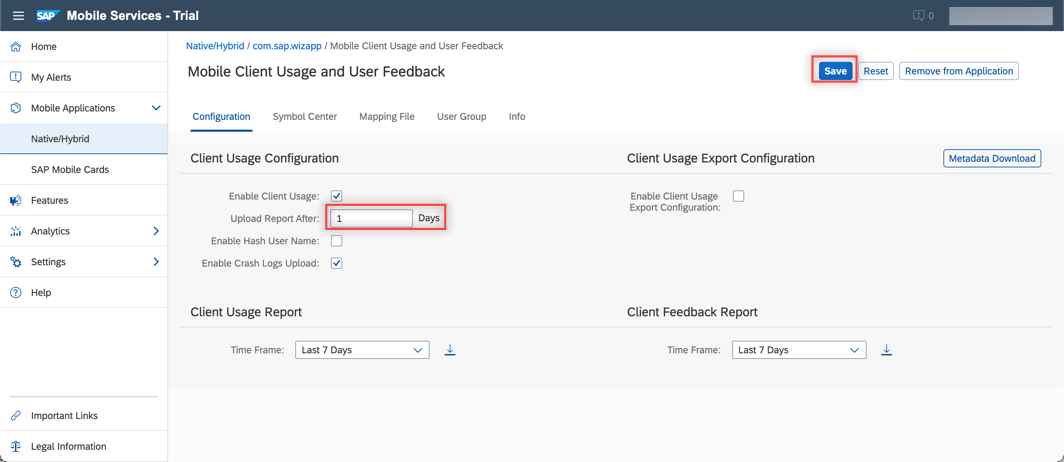 SAP Mobile Services - Trial
0
Home
My Alerts
Mobile Applications
Native/Hybrid
SAP Mobile Cards
Features
Analytics
Settings
Help
Important Links
Legal Information
Native/Hybrid / com.sap.wizapp / Mobile Client Usage and User Feedback
Mobile Client Usage and User Feedback
Save Reset Remove from Application
Configuration Symbol Center Mapping File User Group Info
Client Usage Configuration
Enable Client Usage:
Upload Report After: 1 Days
Enable Hash User Name:
Enable Crash Logs Upload:
Client Usage Export Configuration
Metadata Download
Enable Client Usage
Export Configuration:
Client Usage Report
Time Frame: Last 7 Days
Client Feedback Report
Time Frame: Last 7 Days